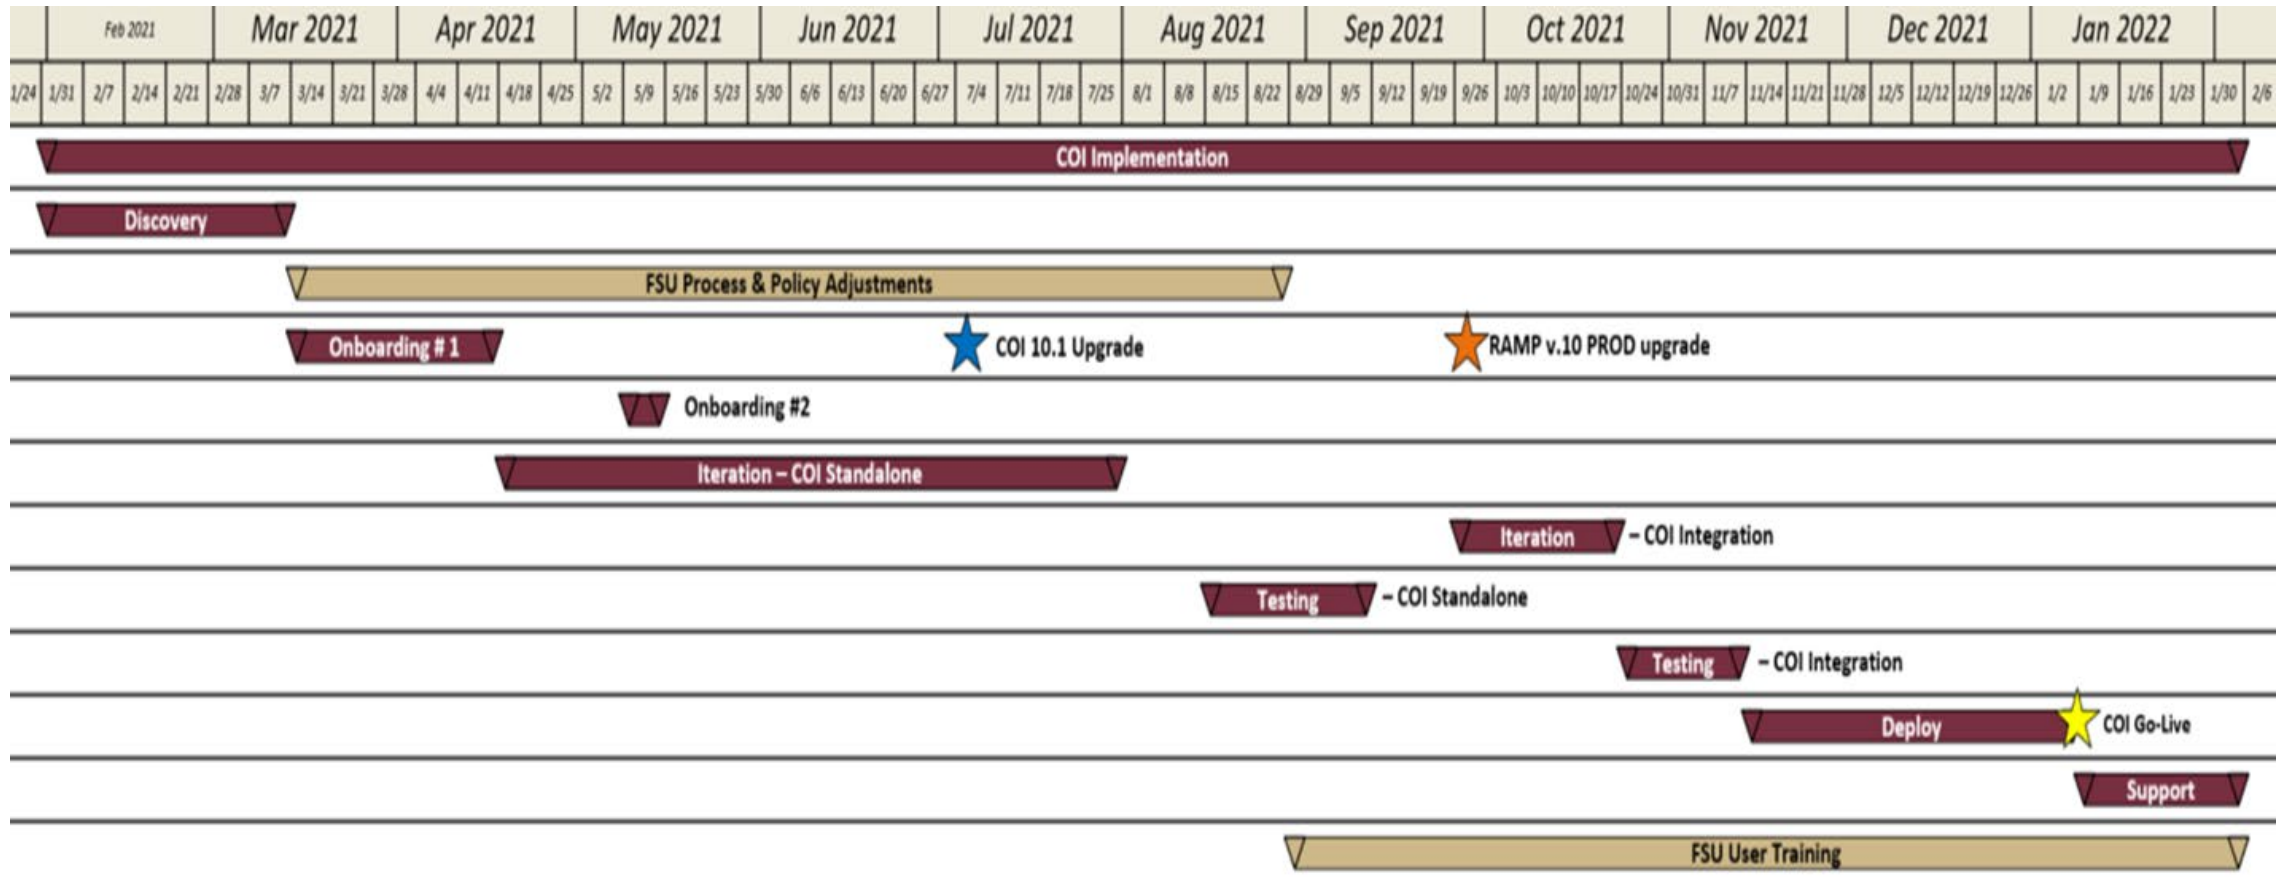 Feb 2021 Mar 2021 Apr 2021 May 2021 Jun 2021 Jul 2021 Aug 2021 Sep 2021 Oct 2021 Nov 2021 Dec 2021 Jan 2022
1/24 1/31 2/7 2/14 2/21 2/28 3/7 3/14 3/21 3/28 4/4 4/11 4/18 4/25 5/2 5/9 5/16 5/23 5/30 6/6 6/13 6/20 6/27 7/4 7/11 7/18 7/25 8/1 8/8 8/15 8/22 8/29 9/5 9/12 9/19 9/26 10/3 10/10 10/17 10/24 10/31 11/7 11/14 11/21 11/28 12/5 12/12 12/19 12/26 1/2 1/9 1/16 1/23 1/30 2/6
COI Implementation
Discovery
FSU Process & Policy Adjustments
Onboarding # 1 COI 10.1 Upgrade RAMP v.10 PROD upgrade
Onboarding #2
Iteration – COI Standalone
Iteration – COI Integration
Testing – COI Standalone
Testing – COI Integration
Deploy COI Go-Live
Support
FSU User Training